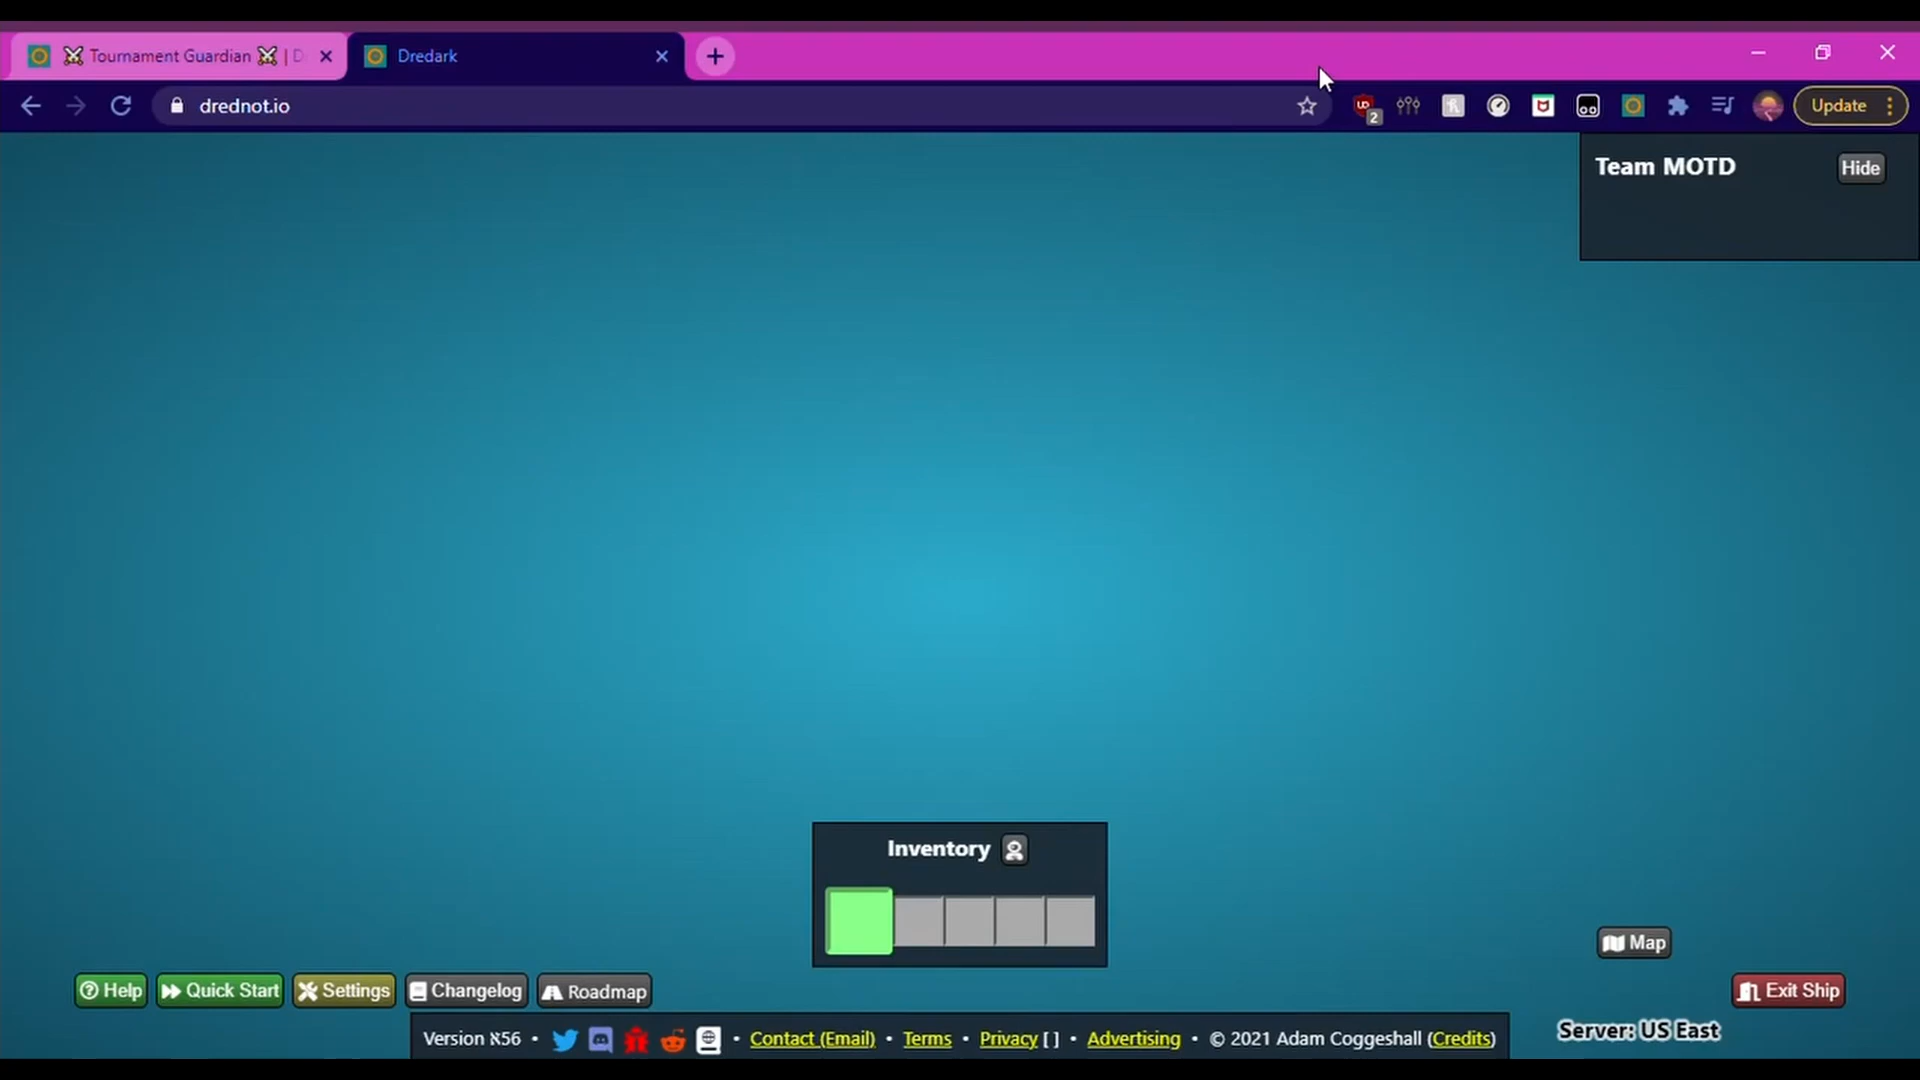 Tournament Guardian | D
Dredark
drednot.io
2
Update
Team MOTD
Hide
Inventory
Map
Help
Quick Start
Settings
Changelog
Roadmap
Exit Ship
Version ℵ56 • • Contact (Email) • Terms • Privacy [ ] • Advertising • © 2021 Adam Coggeshall (Credits)
Server: US East